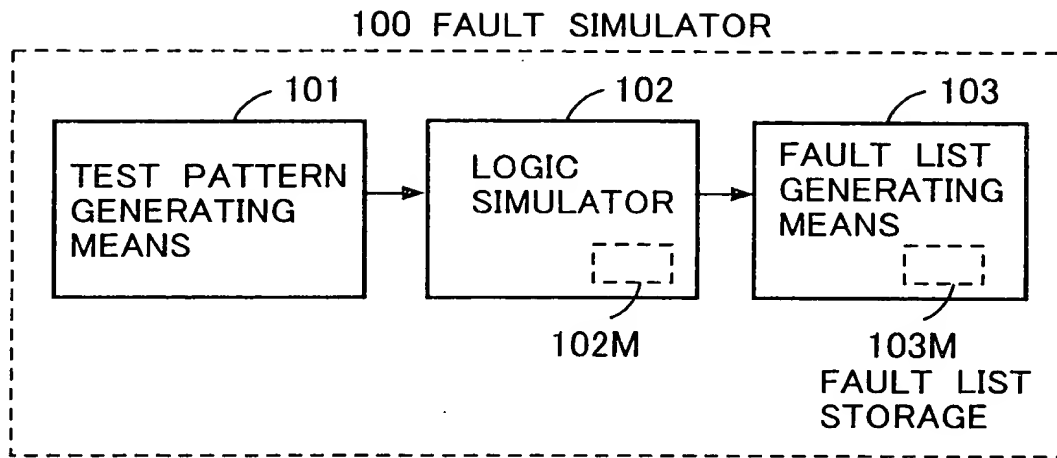 100 FAULT SIMULATOR
101
102
103
TEST PATTERN
GENERATING
MEANS
LOGIC
SIMULATOR
FAULT LIST
GENERATING
MEANS
102M
103M
FAULT LIST
STORAGE